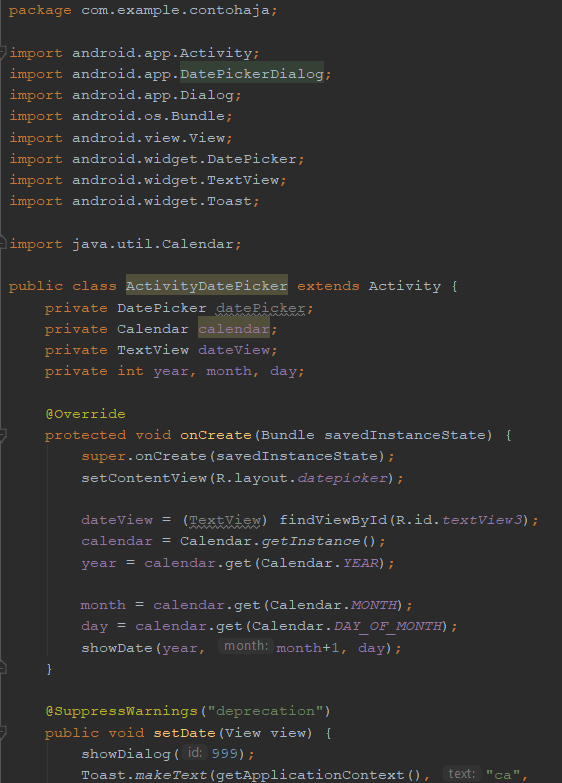 package com.example.contohaja;
import android.app.Activity;
import android.app.DatePickerDialog;
import android.app.Dialog;
import android.os.Bundle;
import android.view.View;
import android.widget.DatePicker;
import android.widget.TextView;
import android.widget.Toast;
import java.util.Calendar;
public class ActivityDatePicker extends Activity {
private DatePicker datePicker;
private Calendar calendar;
private TextView dateView;
private int year, month, day;
@Override
protected void onCreate(Bundle savedInstanceState) {
super.onCreate(savedInstanceState);
setContentView(R.layout.datepicker);
dateView = (TextView) findViewById(R.id.textView3);
calendar = Calendar.getInstance();
year = calendar.get(Calendar.YEAR);
month = calendar.get(Calendar.MONTH);
day = calendar.get(Calendar.DAY_OF_MONTH);
showDate(year, month: month+1, day);
}
@SuppressWarnings("deprecation")
public void setDate(View view) {
showDialog( id: 999);
Toast.makeText(getApplicationContext(), text: "ca",